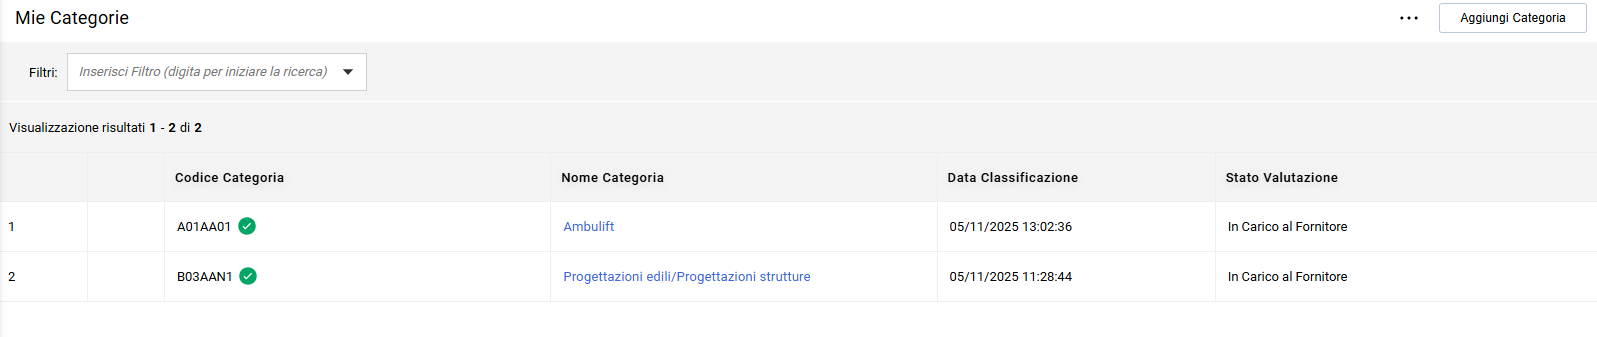 Mie Categorie
Aggiungi Categoria
Filtri: Inserisci Filtro (digita per iniziare la ricerca)
Visualizzazione risultati 1 - 2 di 2
Codice Categoria Nome Categoria Data Classificazione Stato Valutazione
1 A01AA01 Ambulift 05/11/2025 13:02:36 In Carico al Fornitore
2 B03AAN1 Progettazioni edili/Progettazioni strutture 05/11/2025 11:28:44 In Carico al Fornitore